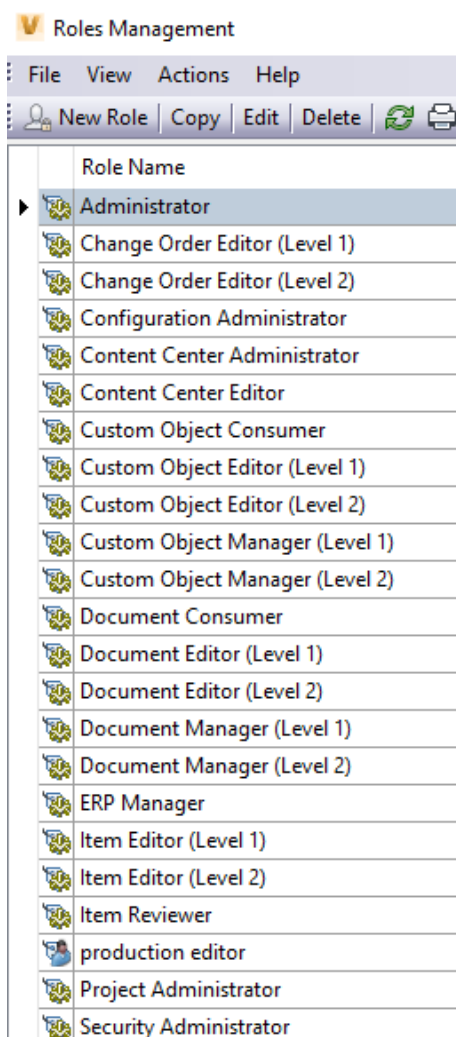 Roles Management
File View Actions Help
New Role Copy Edit Delete
Role Name
Administrator
Change Order Editor (Level 1)
Change Order Editor (Level 2)
Configuration Administrator
Content Center Administrator
Content Center Editor
Custom Object Consumer
Custom Object Editor (Level 1)
Custom Object Editor (Level 2)
Custom Object Manager (Level 1)
Custom Object Manager (Level 2)
Document Consumer
Document Editor (Level 1)
Document Editor (Level 2)
Document Manager (Level 1)
Document Manager (Level 2)
ERP Manager
Item Editor (Level 1)
Item Editor (Level 2)
Item Reviewer
production editor
Project Administrator
Security Administrator